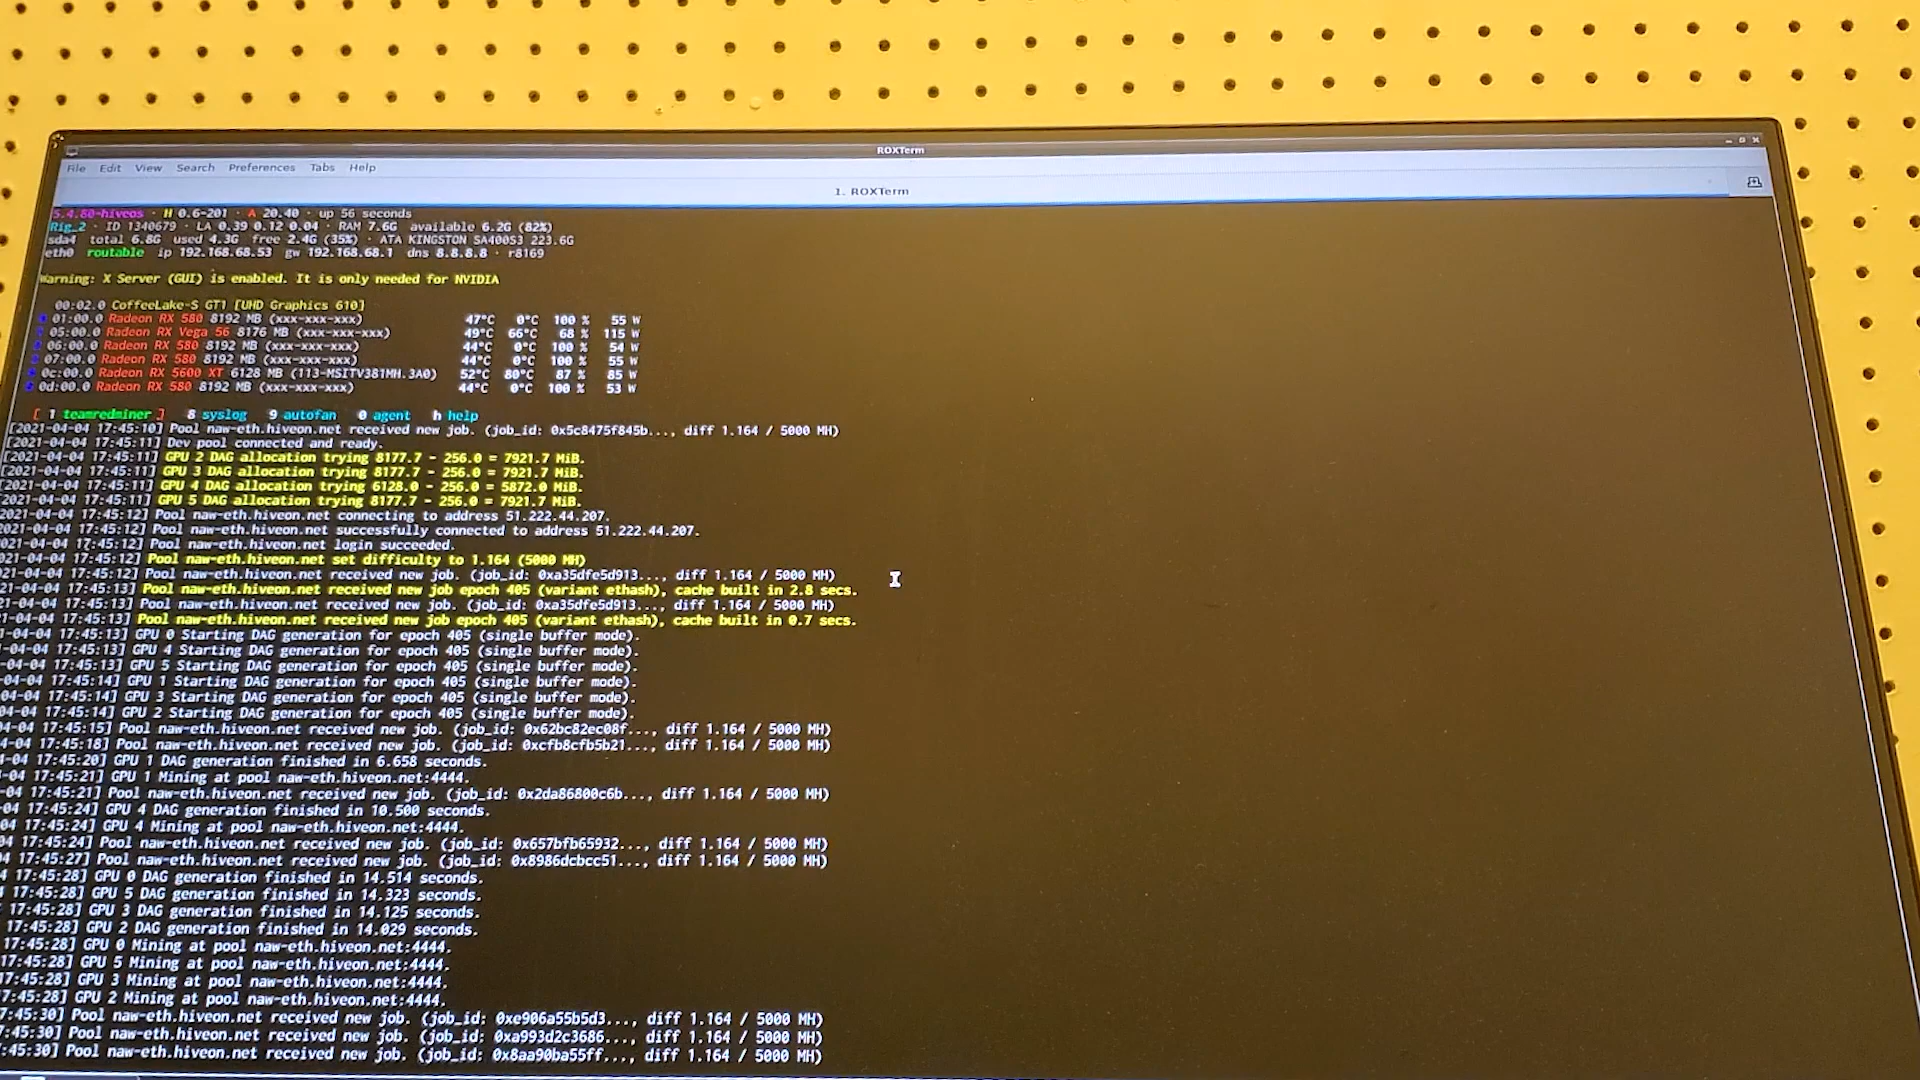 ROXTerm
File Edit View Search Preferences Tabs Help
1. ROXTerm
5.4.80-hiveos · H 0.6-201 · A 20.40 · up 56 seconds
Rig_2 · ID 1340679 · LA 0.39 0.12 0.04 · RAM 7.6G available 6.2G (82%)
sda4 total 6.8G used 4.3G free 2.4G (35%) · ATA KINGSTON SA400S3 223.6G
eth0 routable ip 192.168.68.53 gw 192.168.68.1 dns 8.8.8.8 · r8169
Warning: X Server (GUI) is enabled. It is only needed for NVIDIA
00:02.0 CoffeeLake-S GT1 [UHD Graphics 610]
01:00.0 Radeon RX 580 8192 MB (xxx-xxx-xxx) 47°C 0°C 100 % 55 W
05:00.0 Radeon RX Vega 56 8176 MB (xxx-xxx-xxx) 49°C 66°C 68 % 115 W
06:00.0 Radeon RX 580 8192 MB (xxx-xxx-xxx) 44°C 0°C 100 % 54 W
07:00.0 Radeon RX 580 8192 MB (xxx-xxx-xxx) 44°C 0°C 100 % 55 W
0c:00.0 Radeon RX 5600 XT 6128 MB (113-MSITV381MH.3A0) 52°C 80°C 87 % 85 W
0d:00.0 Radeon RX 580 8192 MB (xxx-xxx-xxx) 44°C 0°C 100 % 53 W
[ 1 teamredminer ] 8 syslog 9 autofan 0 agent h help
[2021-04-04 17:45:10] Pool naw-eth.hiveon.net received new job. (job_id: 0x5c8475f845b..., diff 1.164 / 5000 MH)
[2021-04-04 17:45:11] Dev pool connected and ready.
[2021-04-04 17:45:11] GPU 2 DAG allocation trying 8177.7 - 256.0 = 7921.7 MiB.
[2021-04-04 17:45:11] GPU 3 DAG allocation trying 8177.7 - 256.0 = 7921.7 MiB.
[2021-04-04 17:45:11] GPU 4 DAG allocation trying 6128.0 - 256.0 = 5872.0 MiB.
[2021-04-04 17:45:11] GPU 5 DAG allocation trying 8177.7 - 256.0 = 7921.7 MiB.
2021-04-04 17:45:12] Pool naw-eth.hiveon.net connecting to address 51.222.44.207.
2021-04-04 17:45:12] Pool naw-eth.hiveon.net successfully connected to address 51.222.44.207.
021-04-04 17:45:12] Pool naw-eth.hiveon.net login succeeded.
021-04-04 17:45:12] Pool naw-eth.hiveon.net set difficulty to 1.164 (5000 MH)
021-04-04 17:45:12] Pool naw-eth.hiveon.net received new job. (job_id: 0xa35dfe5d913..., diff 1.164 / 5000 MH)
21-04-04 17:45:13] Pool naw-eth.hiveon.net received new job epoch 405 (variant ethash), cache built in 2.8 secs.
21-04-04 17:45:13] Pool naw-eth.hiveon.net received new job. (job_id: 0xa35dfe5d913..., diff 1.164 / 5000 MH)
1-04-04 17:45:13] Pool naw-eth.hiveon.net received new job epoch 405 (variant ethash), cache built in 0.7 secs.
1-04-04 17:45:13] GPU 0 Starting DAG generation for epoch 405 (single buffer mode).
1-04-04 17:45:13] GPU 4 Starting DAG generation for epoch 405 (single buffer mode).
-04-04 17:45:13] GPU 5 Starting DAG generation for epoch 405 (single buffer mode).
-04-04 17:45:14] GPU 1 Starting DAG generation for epoch 405 (single buffer mode).
04-04 17:45:14] GPU 3 Starting DAG generation for epoch 405 (single buffer mode).
04-04 17:45:14] GPU 2 Starting DAG generation for epoch 405 (single buffer mode).
04-04 17:45:15] Pool naw-eth.hiveon.net received new job. (job_id: 0x62bc82ec08f..., diff 1.164 / 5000 MH)
4-04 17:45:18] Pool naw-eth.hiveon.net received new job. (job_id: 0xcfb8cfb5b21..., diff 1.164 / 5000 MH)
4-04 17:45:20] GPU 1 DAG generation finished in 6.658 seconds.
-04 17:45:21] GPU 1 Mining at pool naw-eth.hiveon.net:4444.
-04 17:45:21] Pool naw-eth.hiveon.net received new job. (job_id: 0x2da86800c6b..., diff 1.164 / 5000 MH)
-04 17:45:24] GPU 4 DAG generation finished in 10.500 seconds.
04 17:45:24] GPU 4 Mining at pool naw-eth.hiveon.net:4444.
04 17:45:24] Pool naw-eth.hiveon.net received new job. (job_id: 0x657bfb65932..., diff 1.164 / 5000 MH)
4 17:45:27] Pool naw-eth.hiveon.net received new job. (job_id: 0x8986dcbcc51..., diff 1.164 / 5000 MH)
4 17:45:28] GPU 0 DAG generation finished in 14.514 seconds.
17:45:28] GPU 5 DAG generation finished in 14.323 seconds.
17:45:28] GPU 3 DAG generation finished in 14.125 seconds.
17:45:28] GPU 2 DAG generation finished in 14.029 seconds.
17:45:28] GPU 0 Mining at pool naw-eth.hiveon.net:4444.
17:45:28] GPU 5 Mining at pool naw-eth.hiveon.net:4444.
17:45:28] GPU 3 Mining at pool naw-eth.hiveon.net:4444.
7:45:28] GPU 2 Mining at pool naw-eth.hiveon.net:4444.
7:45:30] Pool naw-eth.hiveon.net received new job. (job_id: 0xe906a55b5d3..., diff 1.164 / 5000 MH)
:45:30] Pool naw-eth.hiveon.net received new job. (job_id: 0xa993d2c3686..., diff 1.164 / 5000 MH)
:45:30] Pool naw-eth.hiveon.net received new job. (job_id: 0x8aa90ba55ff..., diff 1.164 / 5000 MH)